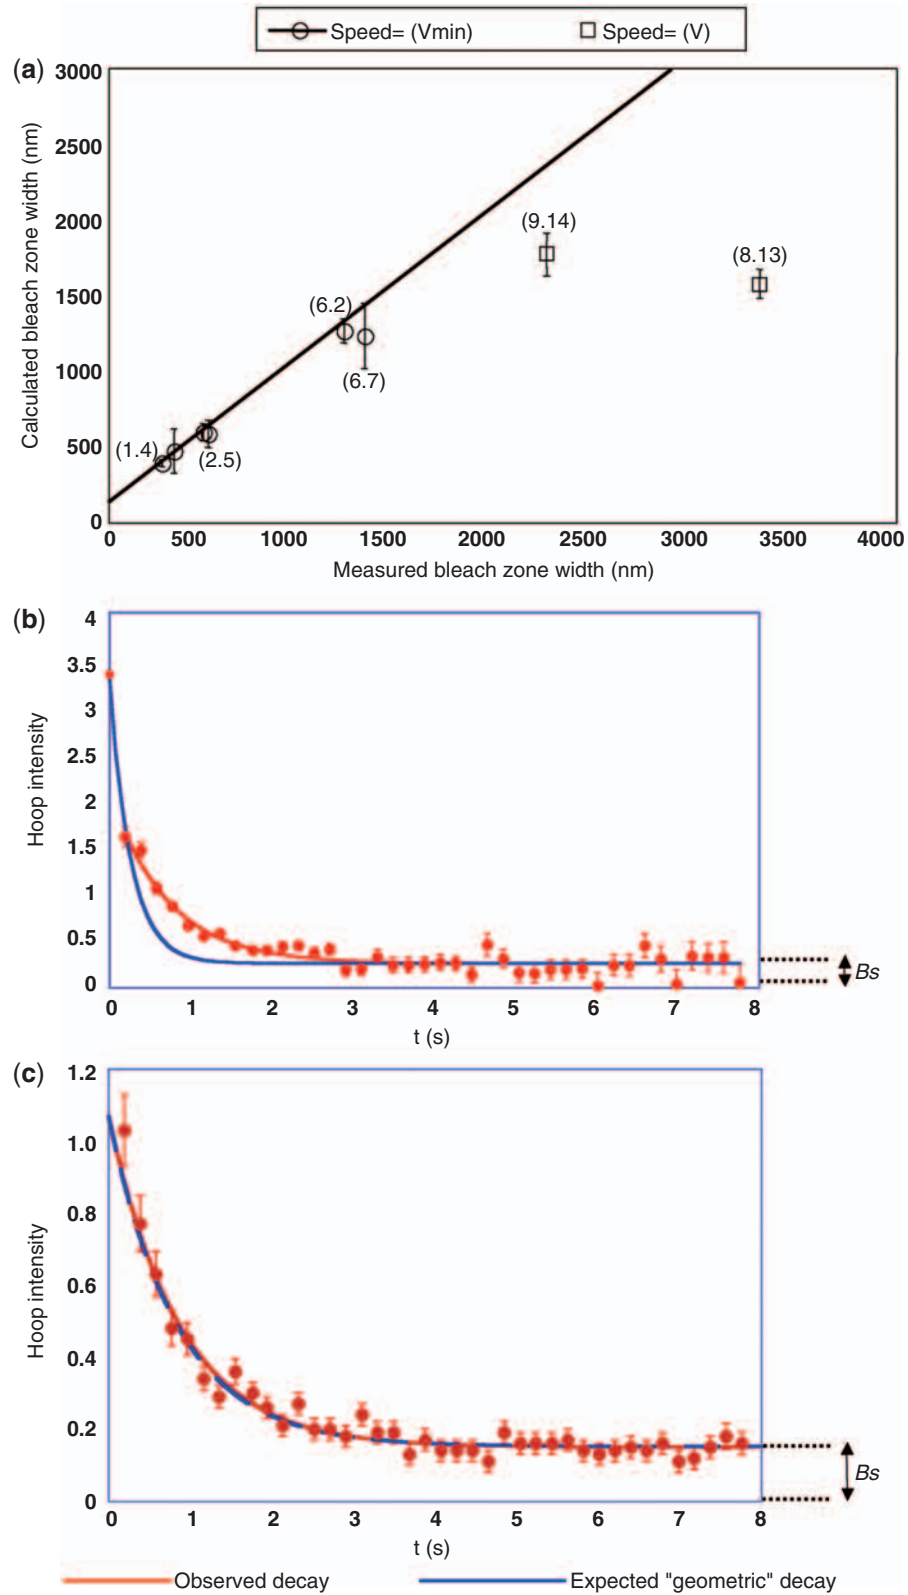 Speed= (Vmin) Speed= (V)
(a)
3000
2500
2000
1500
1000
500
0
Calculated bleach zone width (nm)
(9.14)
(8.13)
(6.2)
(6.7)
(1.4)
(2.5)
0 500 1000 1500 2000 2500 3000 3500 4000
Measured bleach zone width (nm)
(b)
4
3.5
3
2.5
2
1.5
1
0.5
0
Hoop intensity
Bs
0 1 2 3 4 5 6 7 8
t (s)
(c)
1.2
1.0
0.8
0.6
0.4
0.2
0
Hoop intensity
Bs
0 1 2 3 4 5 6 7 8
t (s)
Observed decay Expected "geometric" decay